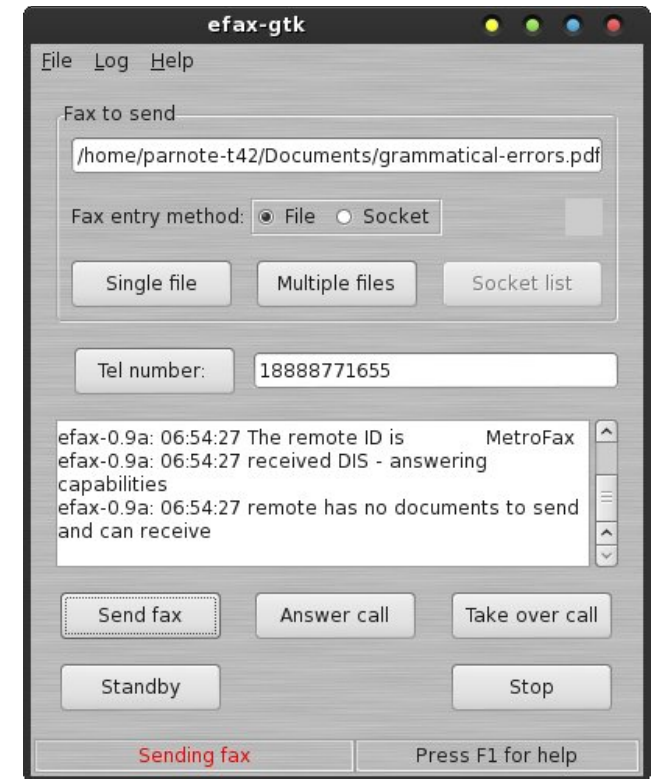 efax-gtk
File Log Help
Fax to send
/home/parnote-t42/Documents/grammatical-errors.pdf
Fax entry method: File Socket
Single file Multiple files Socket list
Tel number: 18888771655
efax-0.9a: 06:54:27 The remote ID is MetroFax
efax-0.9a: 06:54:27 received DIS - answering
capabilities
efax-0.9a: 06:54:27 remote has no documents to send
and can receive
Send fax Answer call Take over call
Standby Stop
Sending fax Press F1 for help